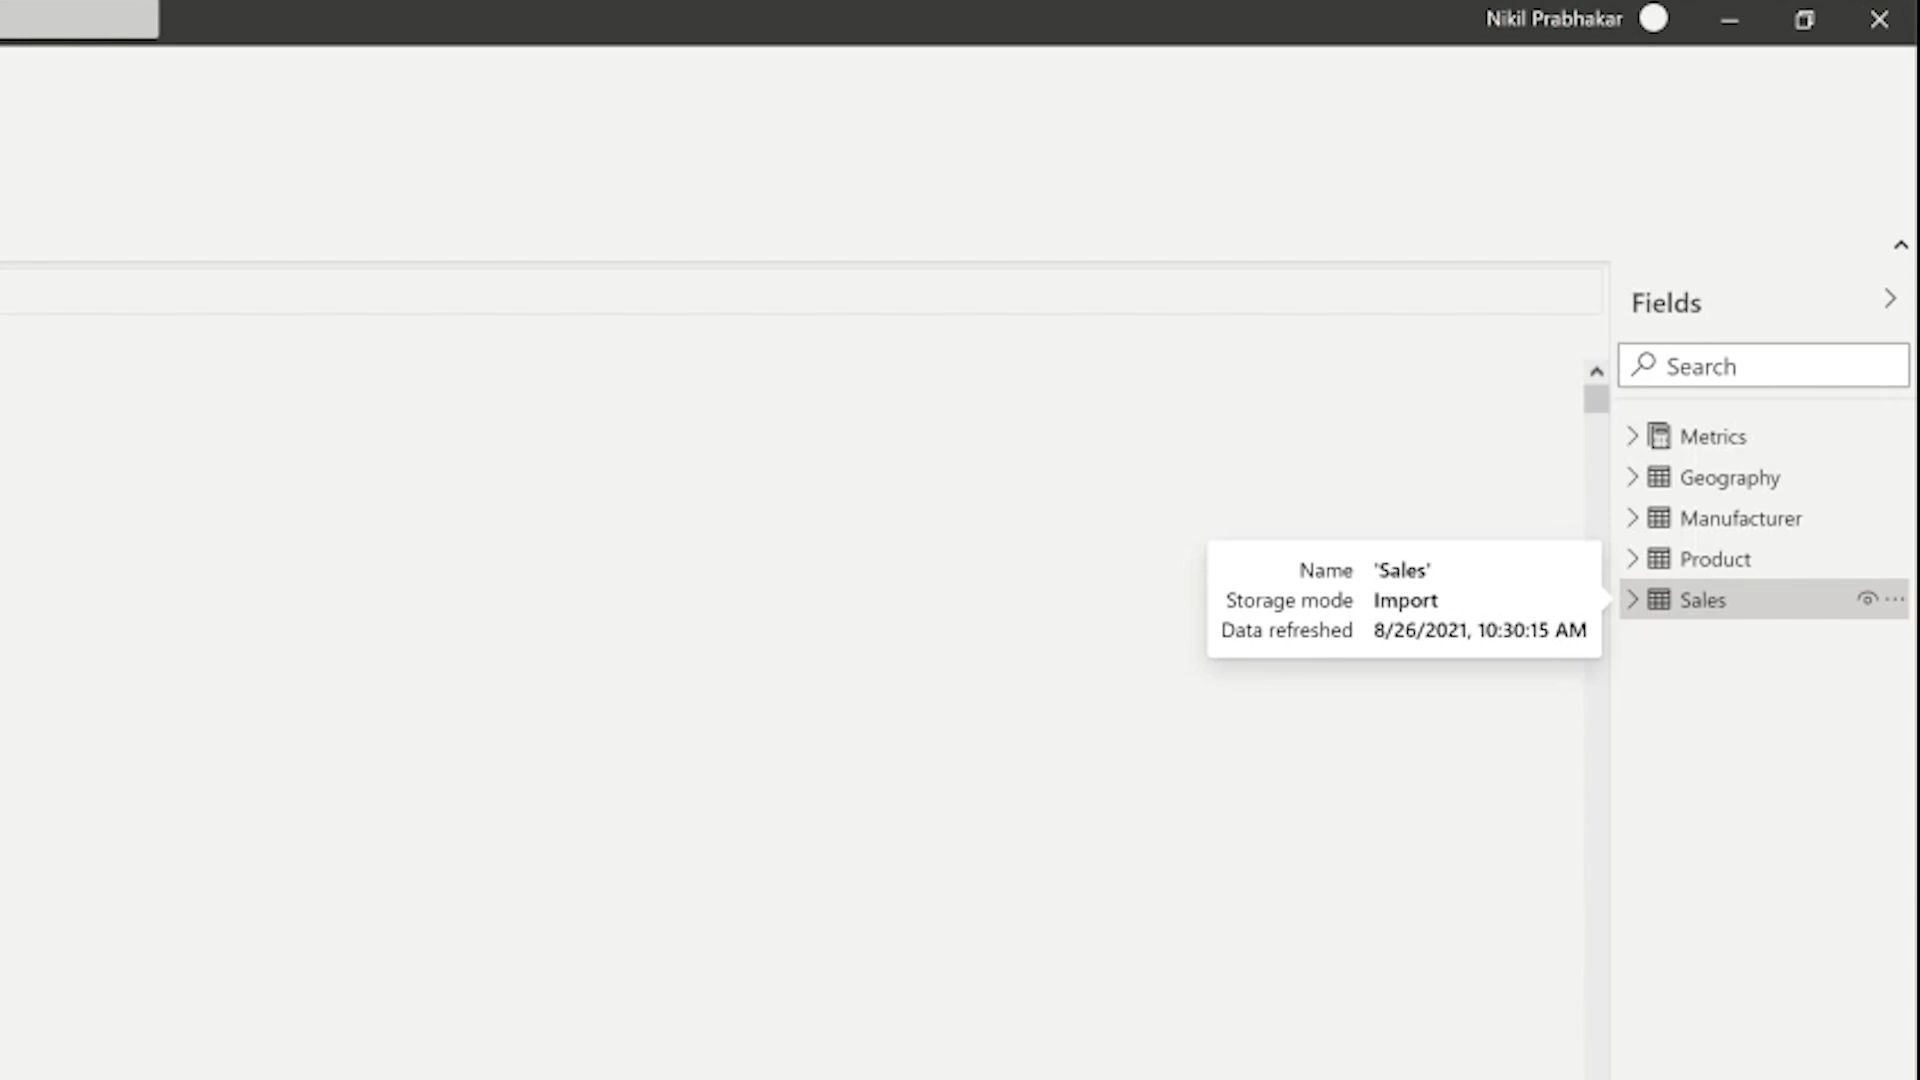 Nikil Prabhakar
Fields
Search
Metrics
Geography
Manufacturer
Product
Sales
Name 'Sales'
Storage mode Import
Data refreshed 8/26/2021, 10:30:15 AM